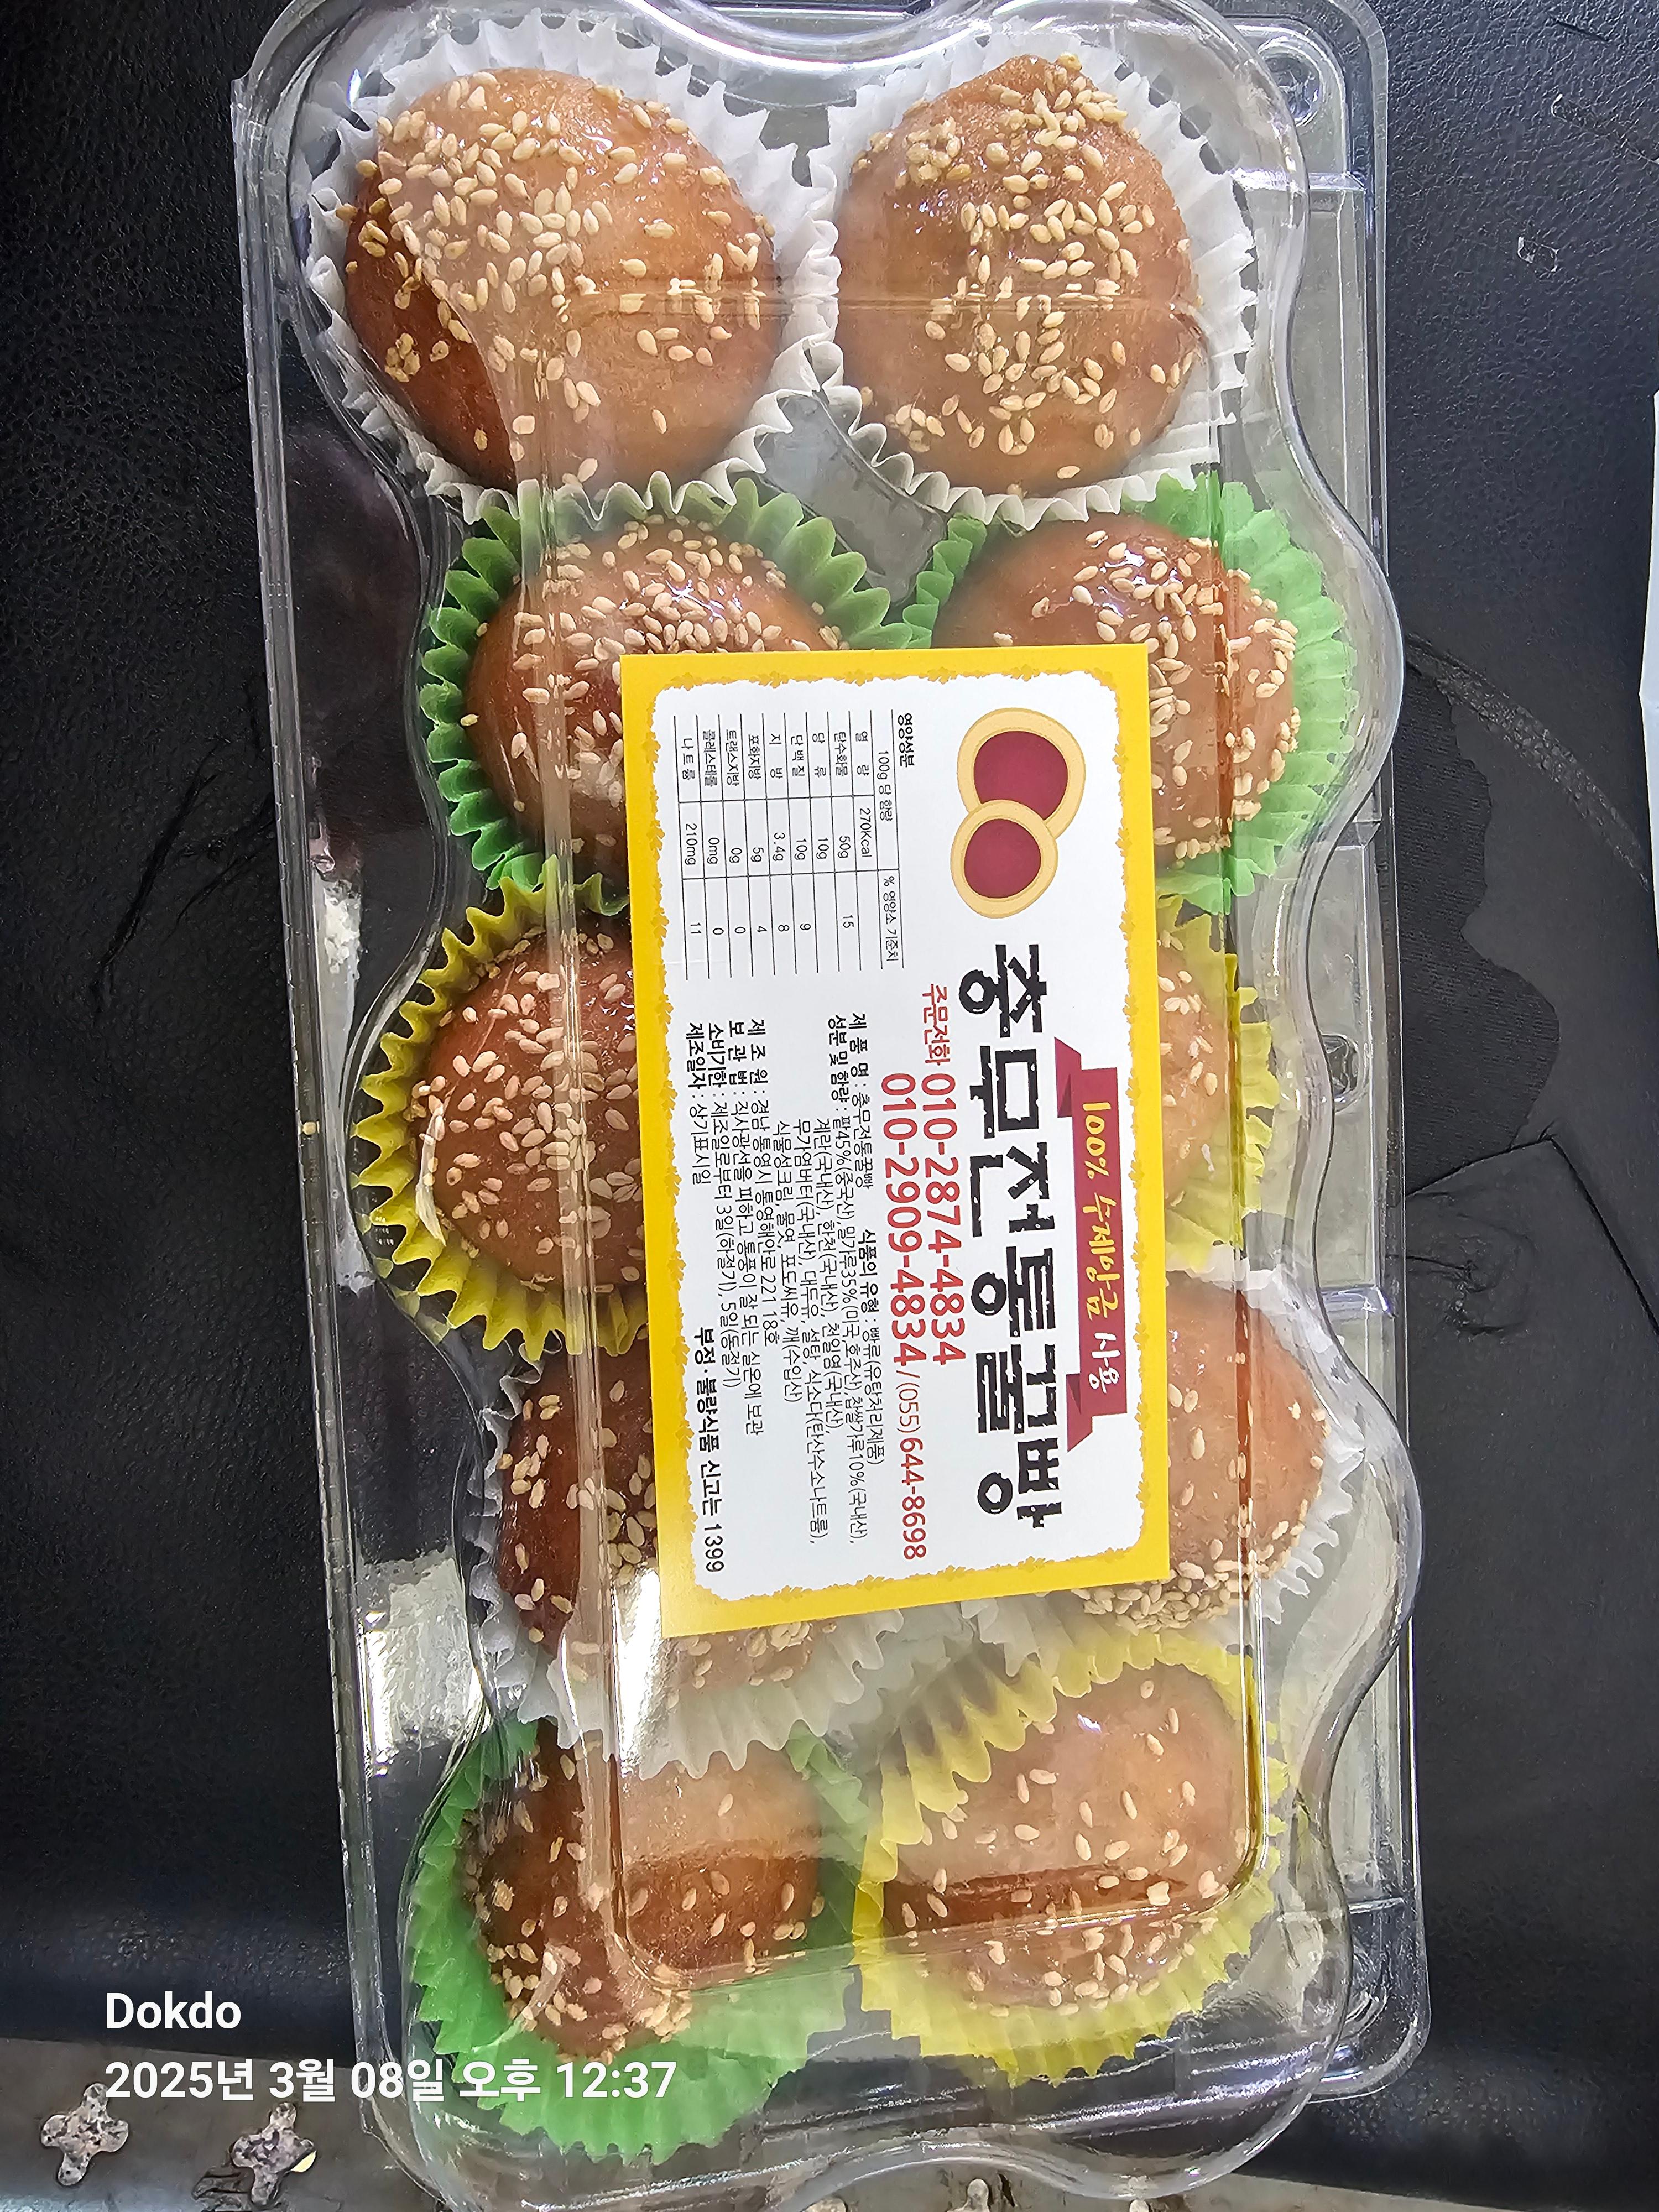 100% 수제앙금 사용
충무전통꿀빵
주문전화 010-2874-4834
010-2909-4834 / (055) 644-8698
영양성분
100g 당 함량 % 영양소 기준치
열 량 270Kcal
탄수화물 50g 15
당 류 10g
단 백 질 10g 9
지 방 3.4g 8
포화지방 5g 4
트랜스지방 0g 0
콜레스테롤 0mg 0
나 트 륨 210mg 11
제 품 명 : 충무전통꿀빵 식품의 유형 : 빵류(유탕처리제품)
성분 및 함량 : 팥45%(중국산) 밀가루35%(미국 호주산), 찹쌀가루10%(국내산),
계란(국내산), 한천(국내산), 천일염(국내산),
무가염버터(국내산), 대두유, 설탕, 식소다(탄산수소나트륨),
식물성크림, 물엿, 포도씨유, 깨(수입산)
제 조 원 : 경남 통영시 통영해안로 221 18호
보 관 법 : 직사광선을 피하고 통풍이 잘 되는 실온에 보관
소비기한 : 제조일로부터 3일(하절기), 5일(동절기)
제조일자 : 상기표시일
부정·불량식품 신고는 1399
Dokdo
2025년 3월 08일 오후 12:37